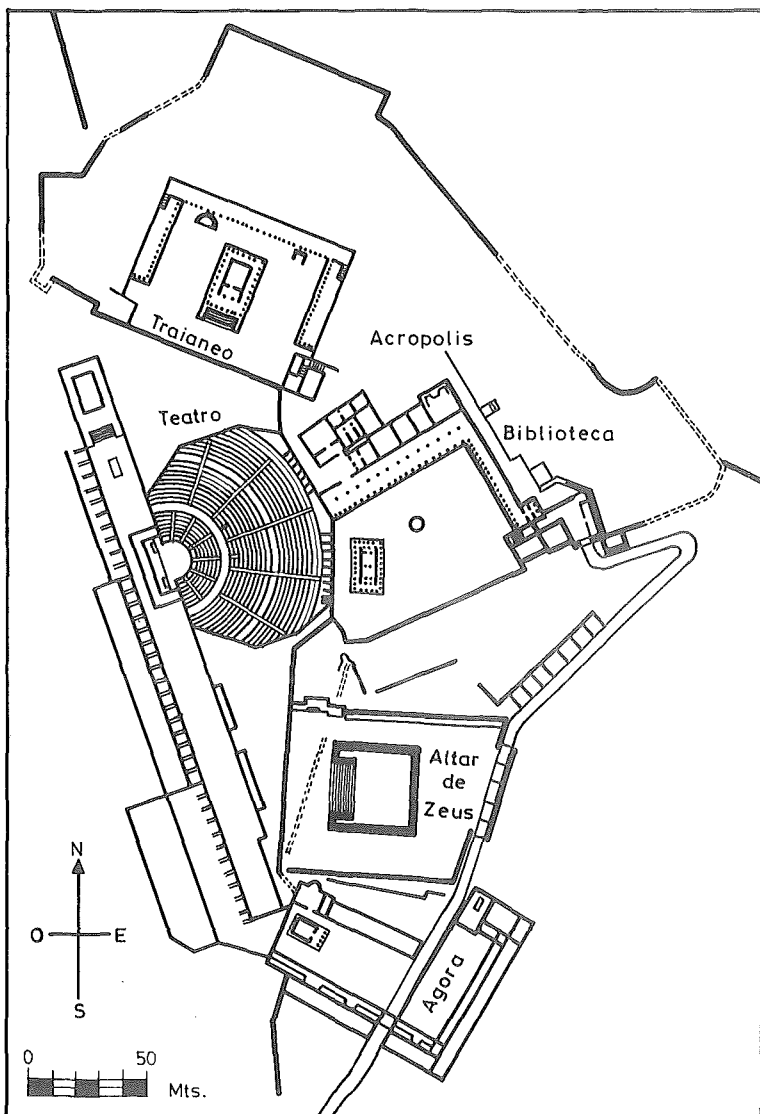 Acropolis
Traianeo
Teatro
Biblioteca
O
Altar
de
Zeus
N
O E
S
Agora
0 50
Mts.